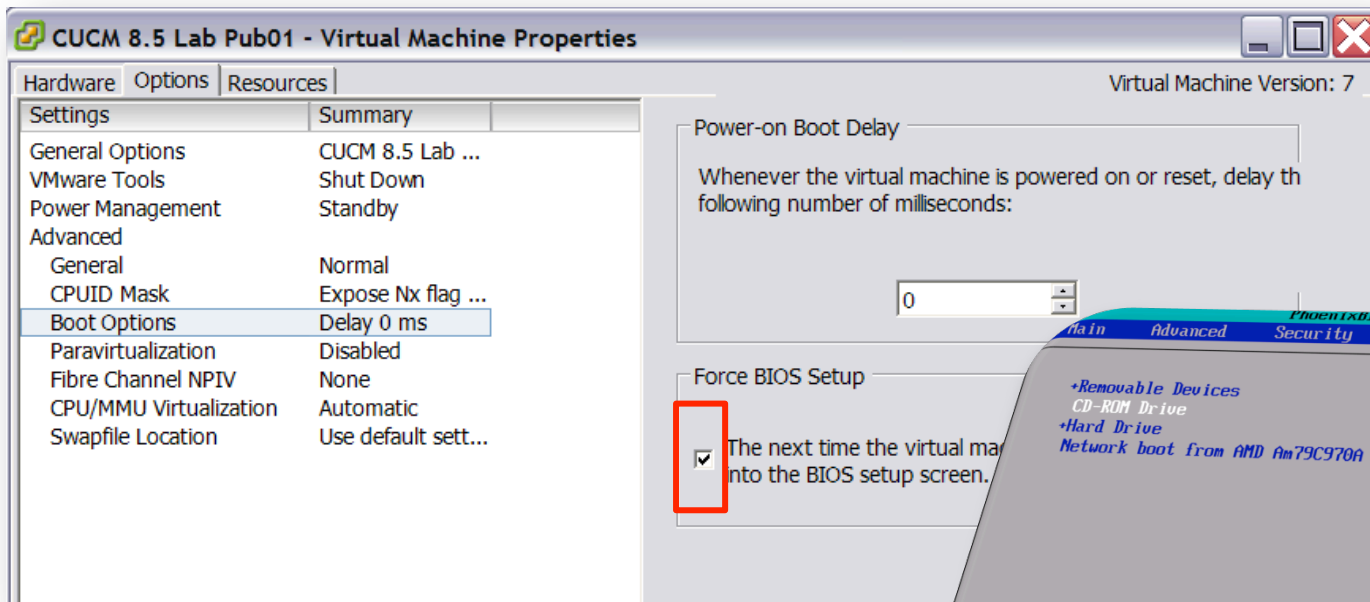 CUCM 8.5 Lab Pub01 - Virtual Machine Properties
Hardware Options Resources Virtual Machine Version: 7
Settings Summary
General Options CUCM 8.5 Lab ...
VMware Tools Shut Down
Power Management Standby
Advanced
General Normal
CPUID Mask Expose Nx flag ...
Boot Options Delay 0 ms
Paravirtualization Disabled
Fibre Channel NPIV None
CPU/MMU Virtualization Automatic
Swapfile Location Use default sett...
Power-on Boot Delay
Whenever the virtual machine is powered on or reset, delay th
following number of milliseconds:
0
Force BIOS Setup
The next time the virtual mac
into the BIOS setup screen.
PhoenixB
Main Advanced Security
+Removable Devices
CD-ROM Drive
+Hard Drive
Network boot from AMD Am79C970A